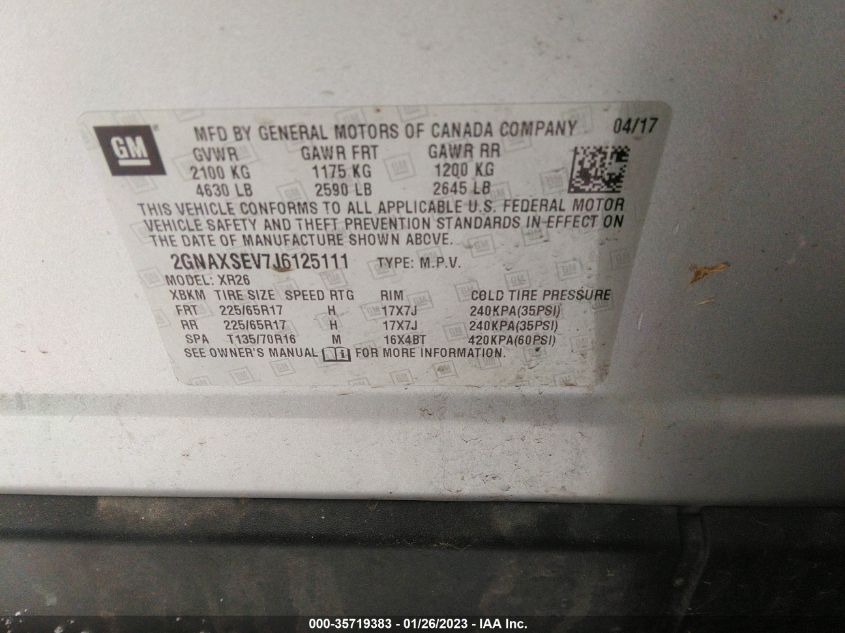 GM
MFD BY GENERAL MOTORS OF CANADA COMPANY 04/17
GVWR GAWR FRT GAWR RR
2100 KG 1175 KG 1200 KG
4630 LB 2590 LB 2645 LB
THIS VEHICLE CONFORMS TO ALL APPLICABLE U.S. FEDERAL MOTOR
VEHICLE SAFETY AND THEFT PREVENTION STANDARDS IN EFFECT ON
THE DATE OF MANUFACTURE SHOWN ABOVE.
2GNAXSEV7J6125111 TYPE: M.P.V.
MODEL: XR26
XBKM TIRE SIZE SPEED RTG RIM COLD TIRE PRESSURE
FRT 225/65R17 H 17X7J 240KPA(35PSI)
RR 225/65R17 H 17X7J 240KPA(35PSI)
SPA T135/70R16 M 16X4BT 420KPA(60PSI)
SEE OWNER'S MANUAL FOR MORE INFORMATION.
000-35719383 - 01/26/2023 - IAA Inc.